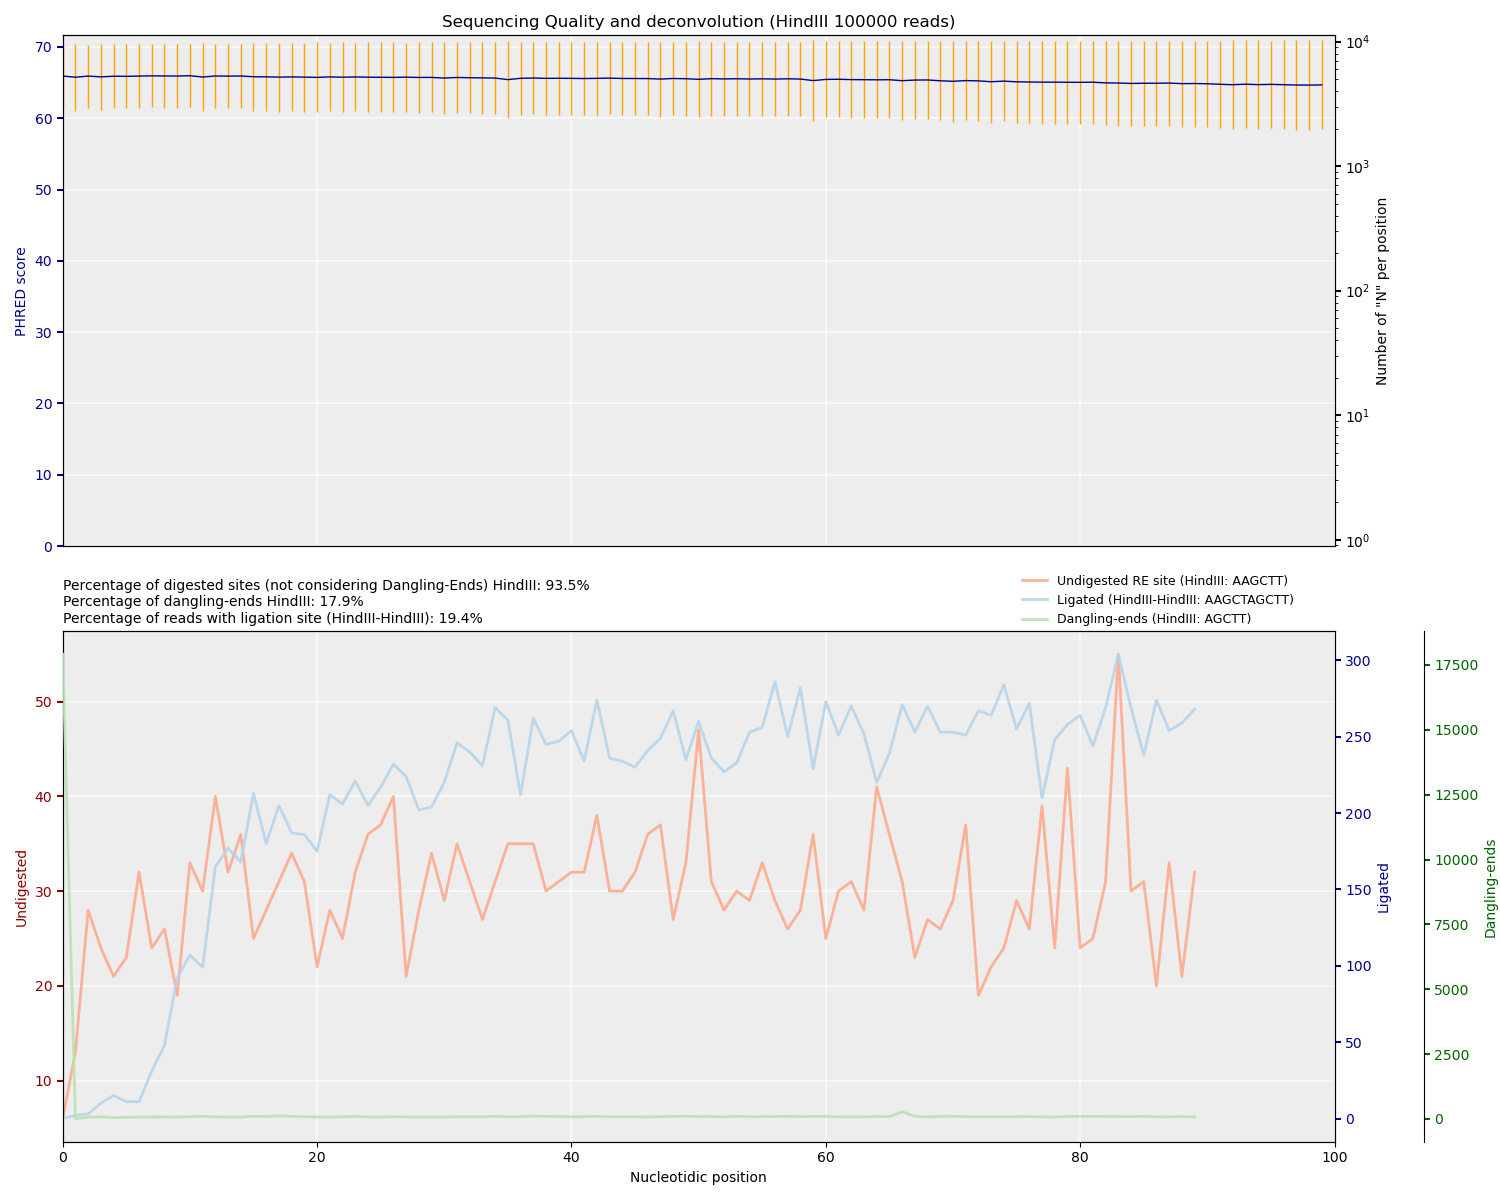 Sequencing Quality and deconvolution (HindIII 100000 reads)
70
60
50
40
30
20
10
0
PHRED score
10^4
10^3
10^2
10^1
10^0
Number of "N" per position
Percentage of digested sites (not considering Dangling-Ends) HindIII: 93.5%
Percentage of dangling-ends HindIII: 17.9%
Percentage of reads with ligation site (HindIII-HindIII): 19.4%
Undigested RE site (HindIII: AAGCTT)
Ligated (HindIII-HindIII: AAGCTAGCTT)
Dangling-ends (HindIII: AGCTT)
50
40
30
20
10
Undigested
300
250
200
150
100
50
0
Ligated
17500
15000
12500
10000
7500
5000
2500
0
Dangling-ends
0 20 40 60 80 100
Nucleotidic position